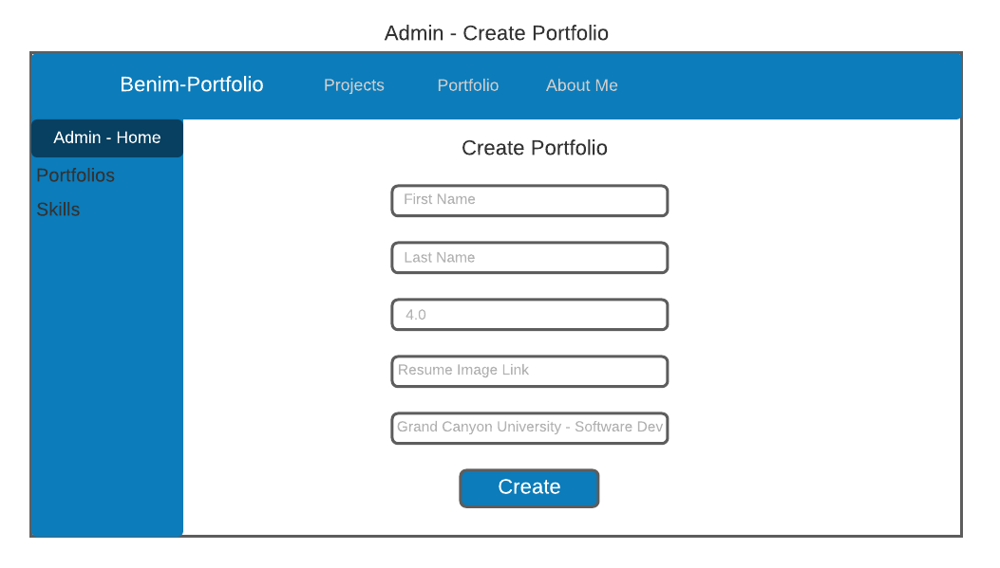 Admin - Create Portfolio
Benim-Portfolio Projects Portfolio About Me
Admin - Home
Portfolios
Skills
Create Portfolio
First Name
Last Name
4.0
Resume Image Link
Grand Canyon University - Software Dev
Create